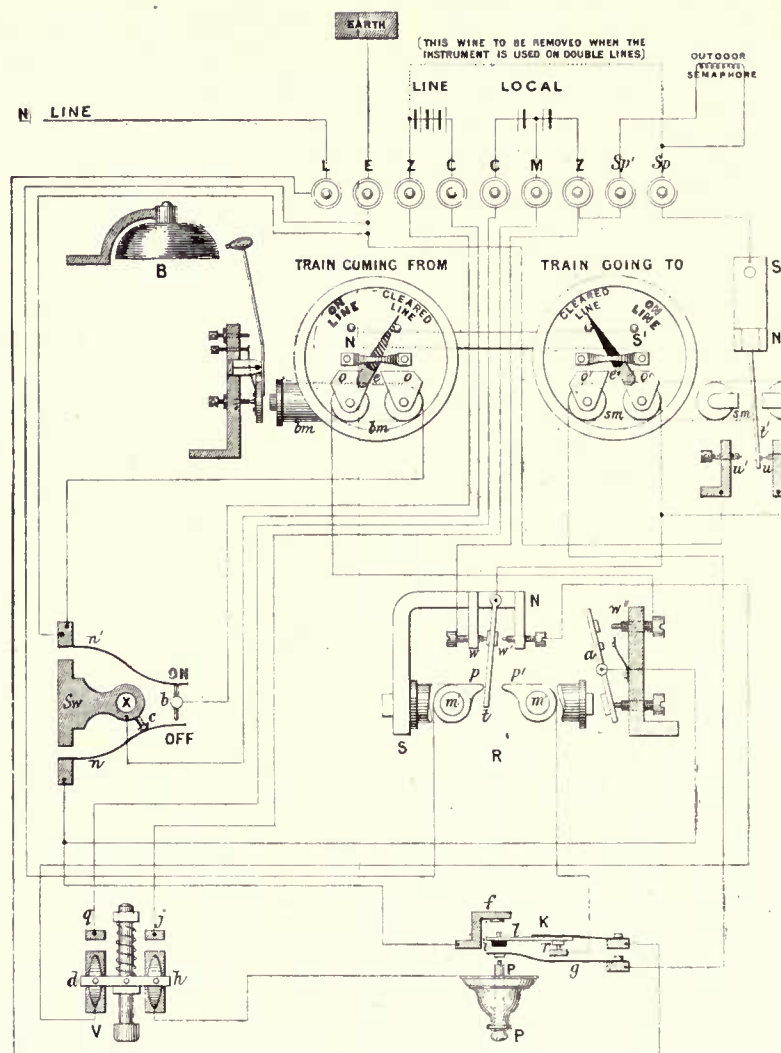 EARTH
(THIS WIRE TO BE REMOVED WHEN THE
INSTRUMENT IS USED ON DOUBLE LINES)
OUTDOOR
SEMAPHORE
LINE LOCAL
N LINE
L E Z C C M Z Sp' Sp
B
TRAIN COMING FROM TRAIN GOING TO
S
N
ON LINE
CLEARED LINE
N
o e o
bm bm
CLEARED LINE
ON LINE
S'
o' e' o'
sm
sm
t'
u' u
n'
ON
Sw X b
c
OFF
n
N
w w'
p p'
m m'
t
S R
w"
a
q j
d h
V
f
l K
i r
P g
P